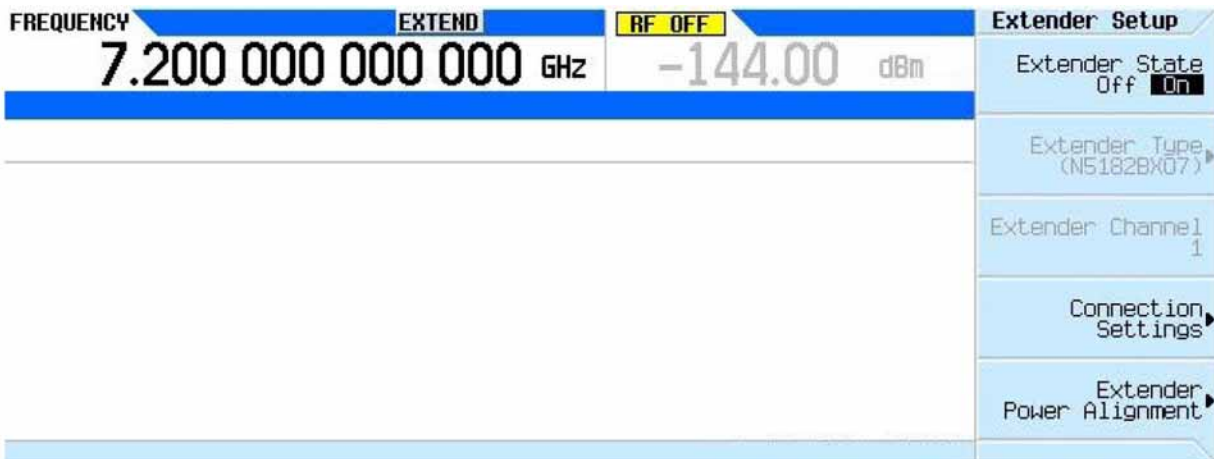 FREQUENCY EXTEND RF OFF
7.200 000 000 000 GHz -144.00 dBm
Extender Setup
Extender State
Off On
Extender Type
(N5182BX07)
Extender Channel
1
Connection
Settings
Extender
Power Alignment